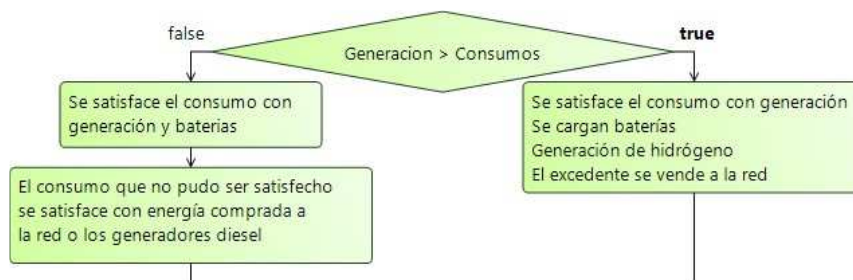 false
true
Generacion > Consumos
Se satisface el consumo con
generación y baterias
Se satisface el consumo con generación
Se cargan baterías
Generación de hidrógeno
El excedente se vende a la red
El consumo que no pudo ser satisfecho
se satisface con energía comprada a
la red o los generadores diesel